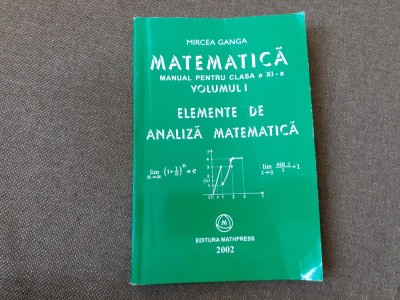 MIRCEA GANGA
MATEMATICĂ
MANUAL PENTRU CLASA a XI-a
VOLUMUL I
ELEMENTE DE
ANALIZĂ MATEMATICĂ
lim (1+1/n)^n = e
n→∞
lim sin z/z = 1
z→0
EDITURA MATHPRESS
2002